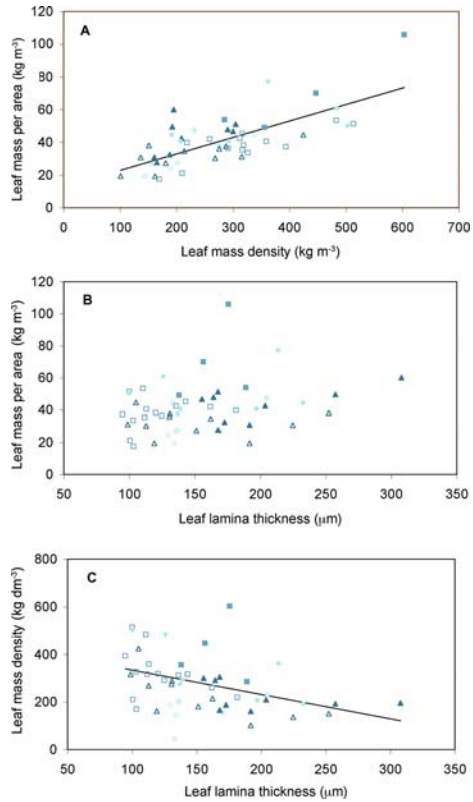 A
120
100
80
60
40
20
0
Leaf mass per area (kg m⁻³)
0 100 200 300 400 500 600 700
Leaf mass density (kg m⁻³)
B
120
100
80
60
40
20
0
Leaf mass per area (kg m⁻³)
50 100 150 200 250 300 350
Leaf lamina thickness (µm)
C
800
600
400
200
0
Leaf mass density (kg dm⁻³)
50 100 150 200 250 300 350
Leaf lamina thickness (µm)